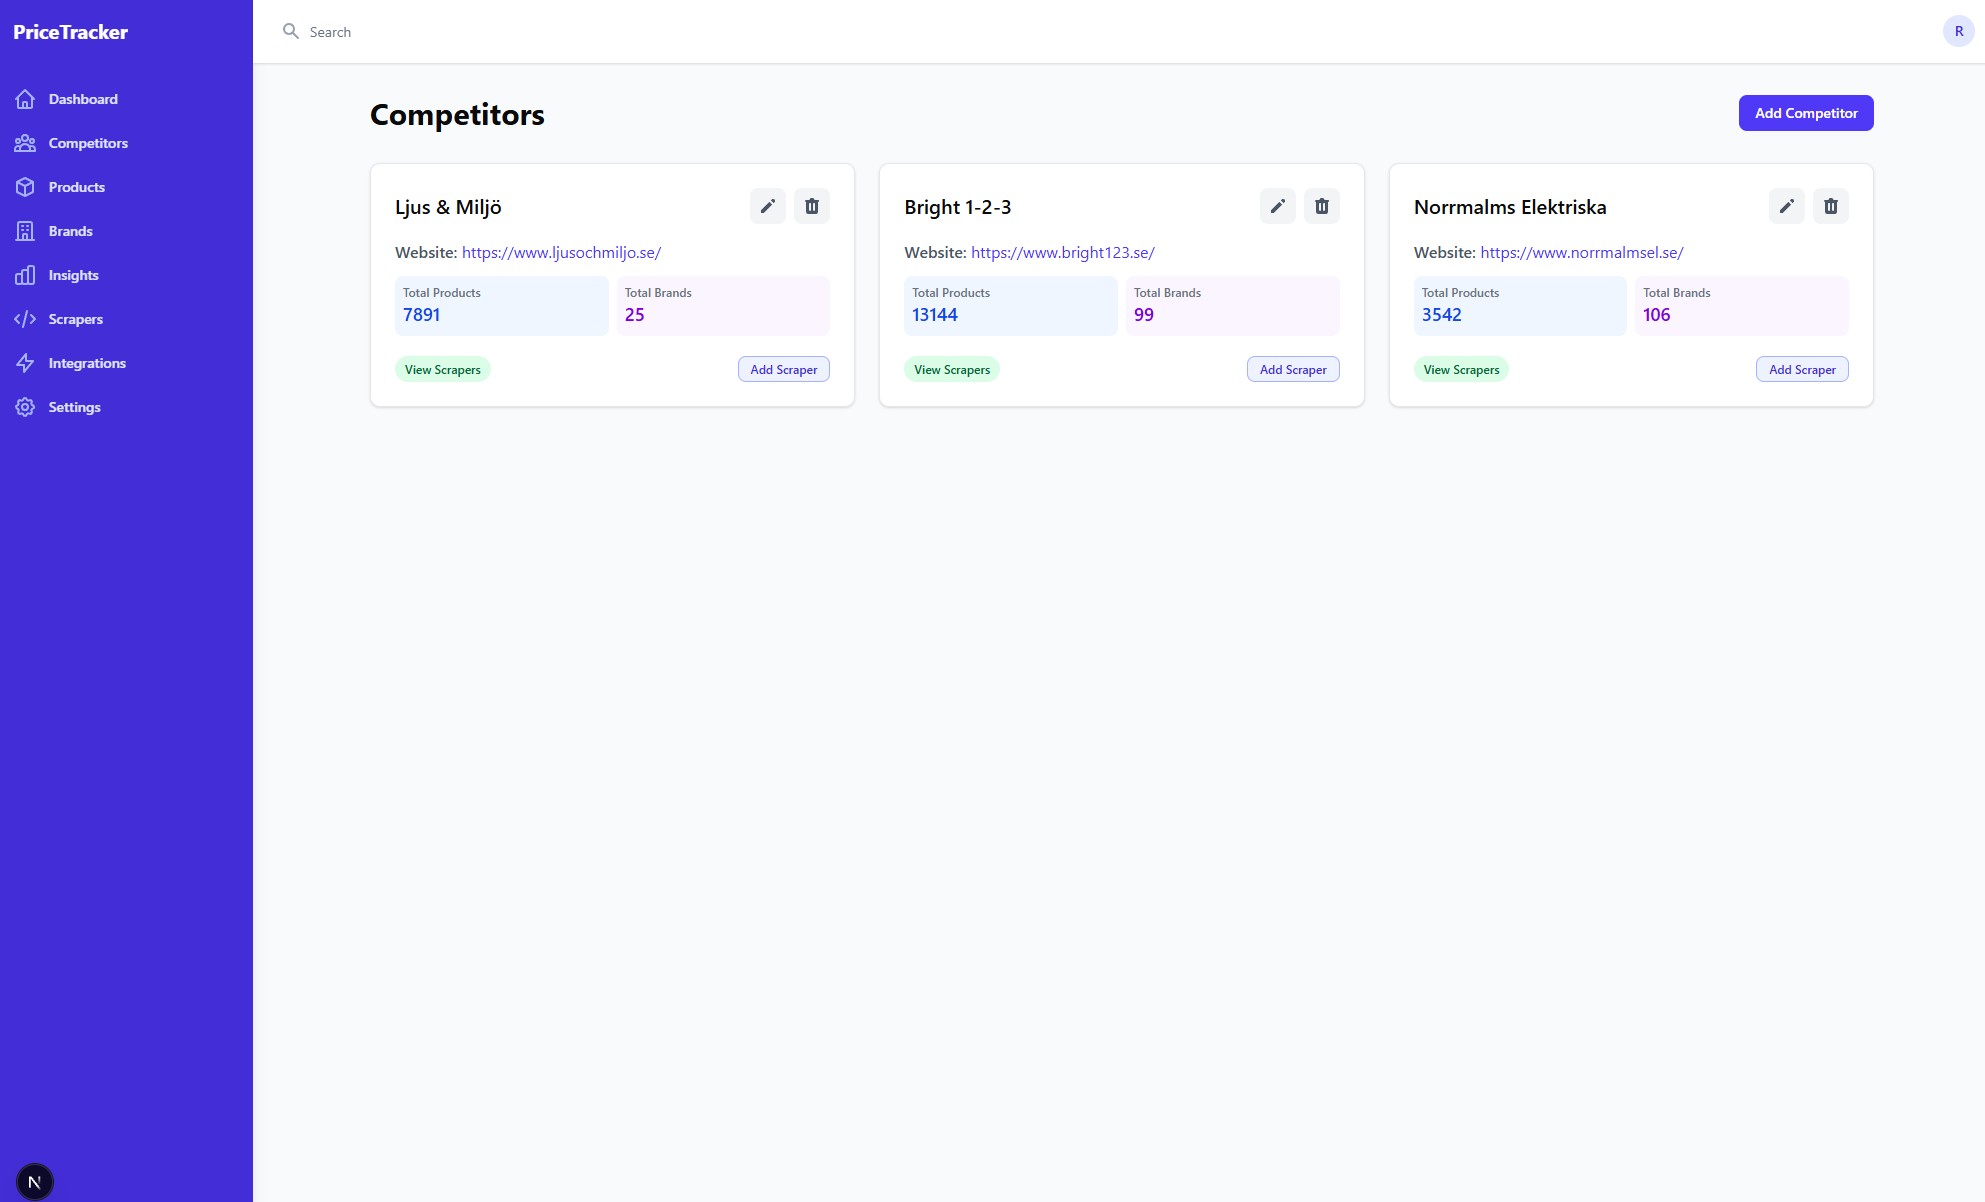 PriceTracker
Search
R
Dashboard
Competitors
Products
Brands
Insights
Scrapers
Integrations
Settings
Competitors
Add Competitor
Ljus & Miljö
Website: https://www.ljusochmiljo.se/
Total Products
7891
Total Brands
25
View Scrapers
Add Scraper
Bright 1-2-3
Website: https://www.bright123.se/
Total Products
13144
Total Brands
99
View Scrapers
Add Scraper
Norrmalms Elektriska
Website: https://www.norrmalmsel.se/
Total Products
3542
Total Brands
106
View Scrapers
Add Scraper
N